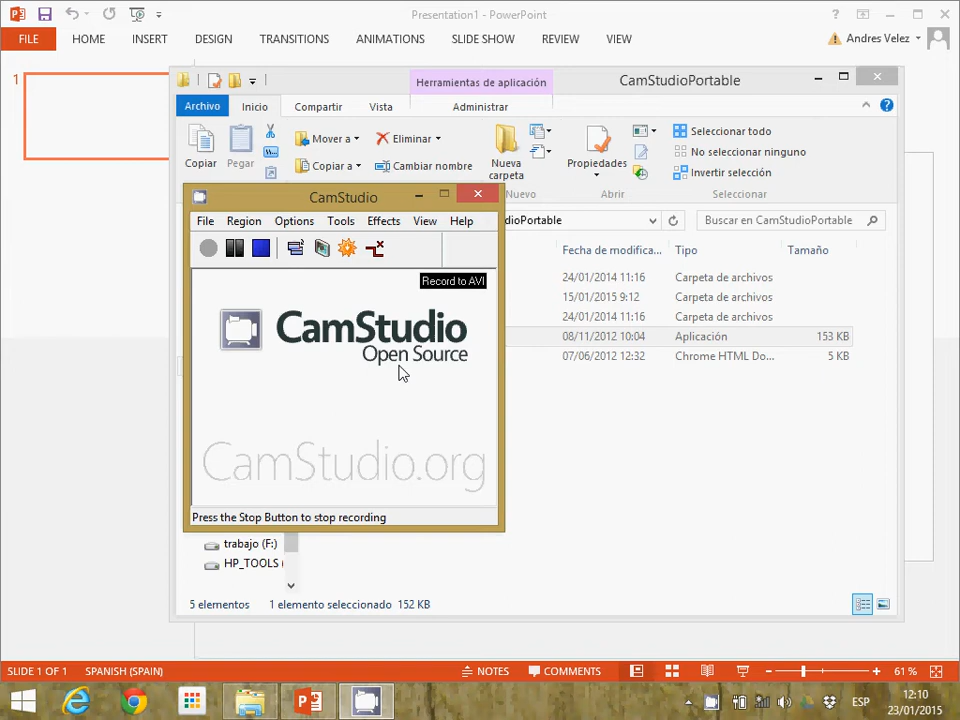 Presentation1 - PowerPoint
?
FILE HOME INSERT DESIGN TRANSITIONS ANIMATIONS SLIDE SHOW REVIEW VIEW
Andres Velez
1
Herramientas de aplicación
CamStudioPortable
Archivo Inicio Compartir Vista Administrar
Copiar
Pegar
Mover a
Copiar a
Eliminar
Cambiar nombre
Nueva
carpeta
Nuevo
Propiedades
Abrir
Seleccionar todo
No seleccionar ninguno
Invertir selección
Seleccionar
dioPortable
Buscar en CamStudioPortable
Fecha de modifica... Tipo Tamaño
24/01/2014 11:16 Carpeta de archivos
15/01/2015 9:12 Carpeta de archivos
24/01/2014 11:16 Carpeta de archivos
08/11/2012 10:04 Aplicación 153 KB
07/06/2012 12:32 Chrome HTML Do... 5 KB
CamStudio
File Region Options Tools Effects View Help
Record to AVI
CamStudio
Open Source
CamStudio.org
Press the Stop Button to stop recording
trabajo (F:)
HP_TOOLS (
5 elementos 1 elemento seleccionado 152 KB
SLIDE 1 OF 1 SPANISH (SPAIN) NOTES COMMENTS 61 %
ESP
12:10
23/01/2015